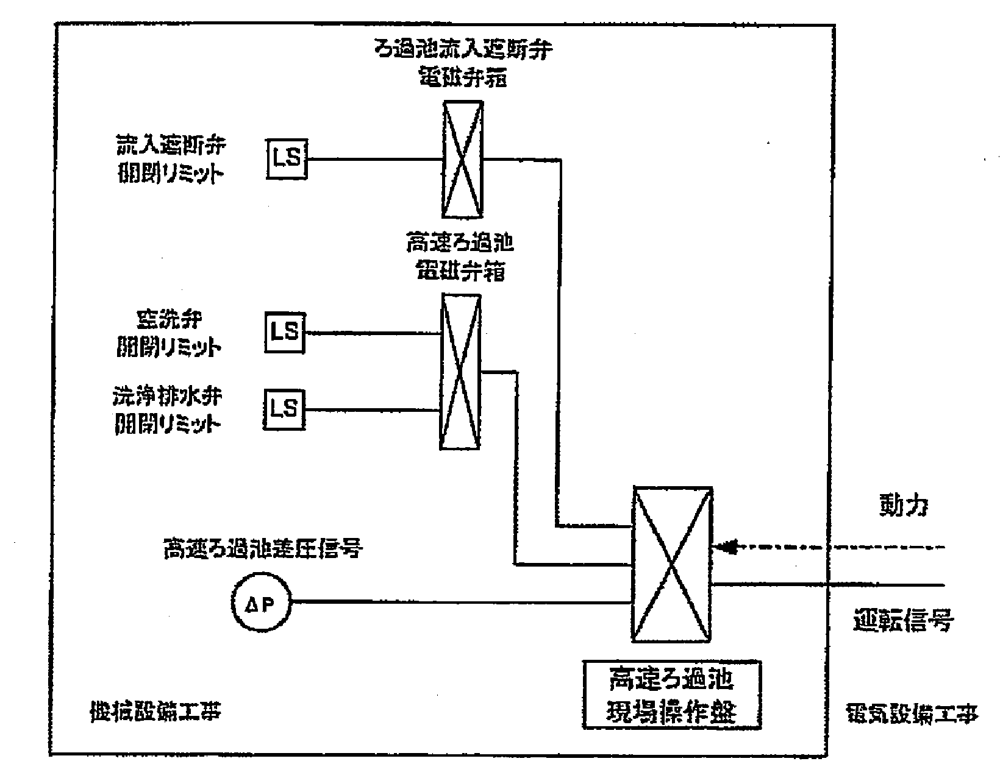 ろ過池流入遮断弁
電磁弁箱
流入遮断弁
開閉リミット
LS
高速ろ過池
電磁弁箱
空洗弁
開閉リミット
LS
洗浄排水弁
開閉リミット
LS
動力
高速ろ過池差圧信号
ΔP
運転信号
高速ろ過池
現場操作盤
機械設備工事
電気設備工事